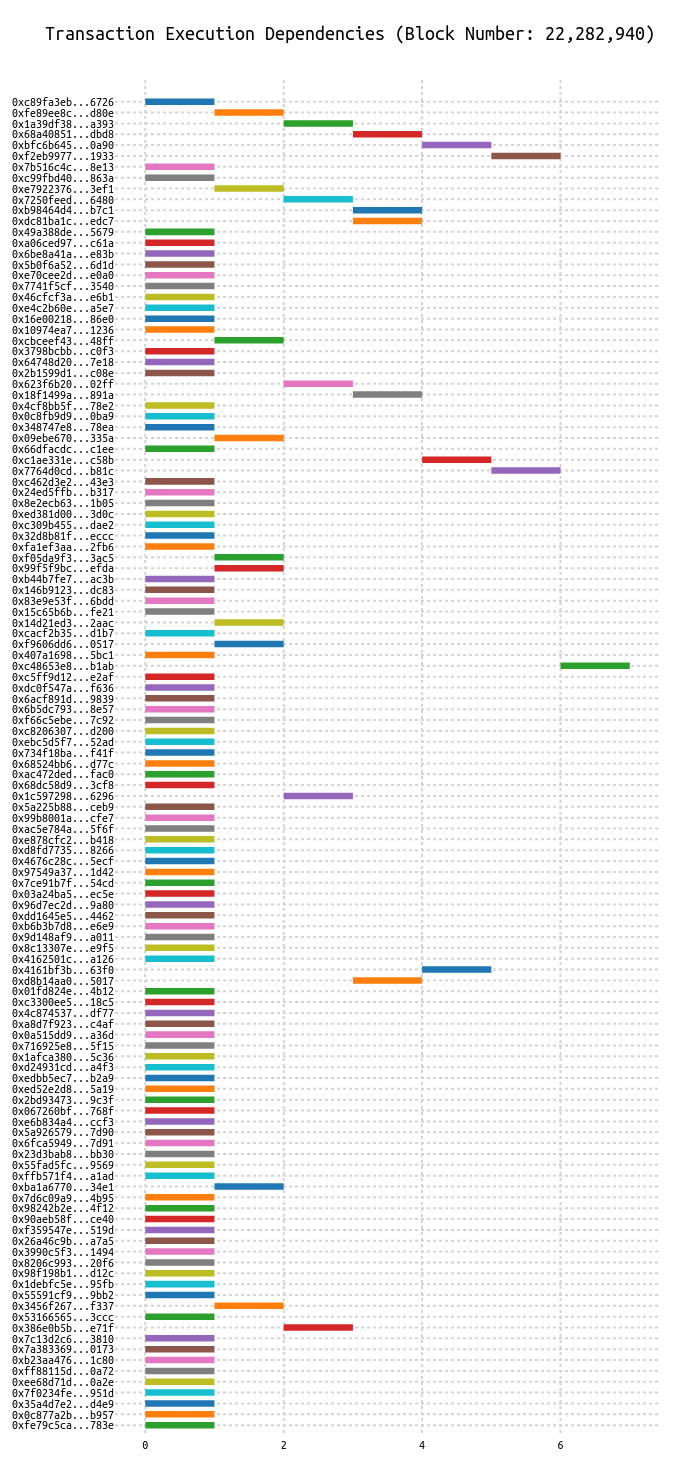 Transaction Execution Dependencies (Block Number: 22,282,940)
0xc89fa3eb...6726
0xfe89ee8c...d80e
0x1a39df38...a393
0x68a40851...dbd8
0xbfc6b645...0a90
0xf2eb9977...1933
0x7b516c4c...8e13
0xc99fbd40...863a
0xe7922376...3ef1
0x7250feed...6480
0xb98464d4...b7c1
0xdc81ba1c...edc7
0x49a388de...5679
0xa06ced97...c61a
0x6be8a41a...e83b
0x5b0f6a52...6d1d
0xe70cee2d...e0a0
0x7741f5cf...3540
0x46cfcf3a...e6b1
0xe4c2b60e...a5e7
0x16e00218...86e0
0x10974ea7...1236
0xcbceef43...48ff
0x3798bcbb...c0f3
0x64748d20...7e18
0x2b1599d1...c08e
0x623f6b20...02ff
0x18f1499a...891a
0x4cf8bb5f...78e2
0x0c8fb9d9...0ba9
0x348747e8...78ea
0x09ebe670...335a
0x66dfacdc...c1ee
0xc1ae331e...c58b
0x7764d0cd...b81c
0xc462d3e2...43e3
0x24ed5ffb...b317
0x8e2ecb63...1b05
0xed381d00...3d0c
0xc309b455...dae2
0x32d8b81f...eccc
0xfa1ef3aa...2fb6
0xf05da9f3...3ac5
0x99f5f9bc...efda
0xb44b7fe7...ac3b
0x146b9123...dc83
0x83e9e53f...6bdd
0x15c65b6b...fe21
0x14d21ed3...2aac
0xcacf2b35...d1b7
0xf9606dd6...0517
0x407a1698...5bc1
0xc48653e8...b1ab
0xc5ff9d12...e2af
0xdc0f547a...f636
0x6acf891d...9839
0x6b5dc793...8e57
0xf66c5ebe...7c92
0xc8206307...d200
0xebc5d5f7...52ad
0x734f18ba...f41f
0x68524bb6...d77c
0xac472ded...fac0
0x68dc58d9...3cf8
0x1c597298...6296
0x5a225b88...ceb9
0x99b8001a...cfe7
0xac5e784a...5f6f
0xe878cfc2...b418
0xd8fd7735...8266
0x4676c28c...5ecf
0x97549a37...1d42
0x7ce91b7f...54cd
0x03a24ba5...ec5e
0x96d7ec2d...9a80
0xdd1645e5...4462
0xb6b3b7d8...e6e9
0x9d148af9...a011
0x8c13307e...e9f5
0x4162501c...a126
0x4161bf3b...63f0
0xd8b14aa0...5017
0x01fd824e...4b12
0xc3300ee5...18c5
0x4c874537...df77
0xa8d7f923...c4af
0x0a515dd9...a36d
0x716925e8...5f15
0x1afca380...5c36
0xd24931cd...a4f3
0xedbb5ec7...b2a9
0xed52e2d8...5a19
0x2bd93473...9c3f
0x067260bf...768f
0xe6b834a4...ccf3
0x5a926579...7d90
0x6fca5949...7d91
0x23d3bab8...bb30
0x55fad5fc...9569
0xffb571f4...a1ad
0xba1a6770...34e1
0x7d6c09a9...4b95
0x98242b2e...4f12
0x90aeb58f...ce40
0xf359547e...519d
0x26a46c9b...a7a5
0x3990c5f3...1494
0x8206c993...20f6
0x98f198b1...d12c
0x1debfc5e...95fb
0x55591cf9...9bb2
0x3456f267...f337
0x53166565...3ccc
0x386e0b5b...e71f
0x7c13d2c6...3810
0x7a383369...0173
0xb23aa476...1c80
0xff88115d...0a72
0xee68d71d...0a2e
0x7f0234fe...951d
0x35a4d7e2...d4e9
0x0c877a2b...b957
0xfe79c5ca...783e
0 2 4 6